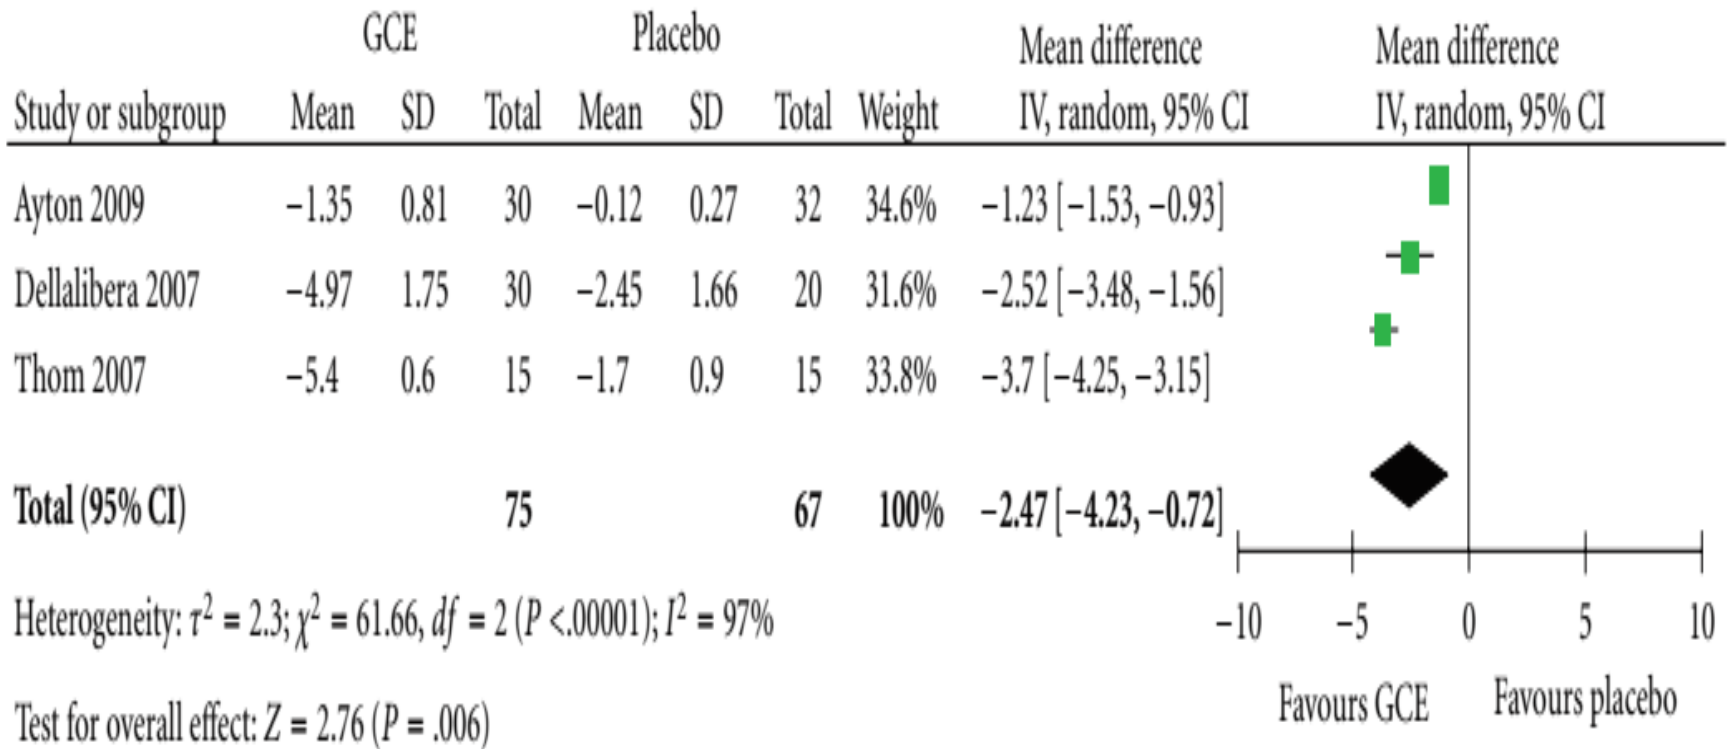 GCE Placebo Mean difference Mean difference
Study or subgroup Mean SD Total Mean SD Total Weight IV, random, 95% CI IV, random, 95% CI
Ayton 2009 −1.35 0.81 30 −0.12 0.27 32 34.6% −1.23 [−1.53, −0.93]
Dellalibera 2007 −4.97 1.75 30 −2.45 1.66 20 31.6% −2.52 [−3.48, −1.56]
Thom 2007 −5.4 0.6 15 −1.7 0.9 15 33.8% −3.7 [−4.25, −3.15]
Total (95% CI) 75 67 100% −2.47 [−4.23, −0.72]
Heterogeneity: τ² = 2.3; χ² = 61.66, df = 2 (P <.00001); I² = 97%
−10 −5 0 5 10
Test for overall effect: Z = 2.76 (P = .006)
Favours GCE Favours placebo